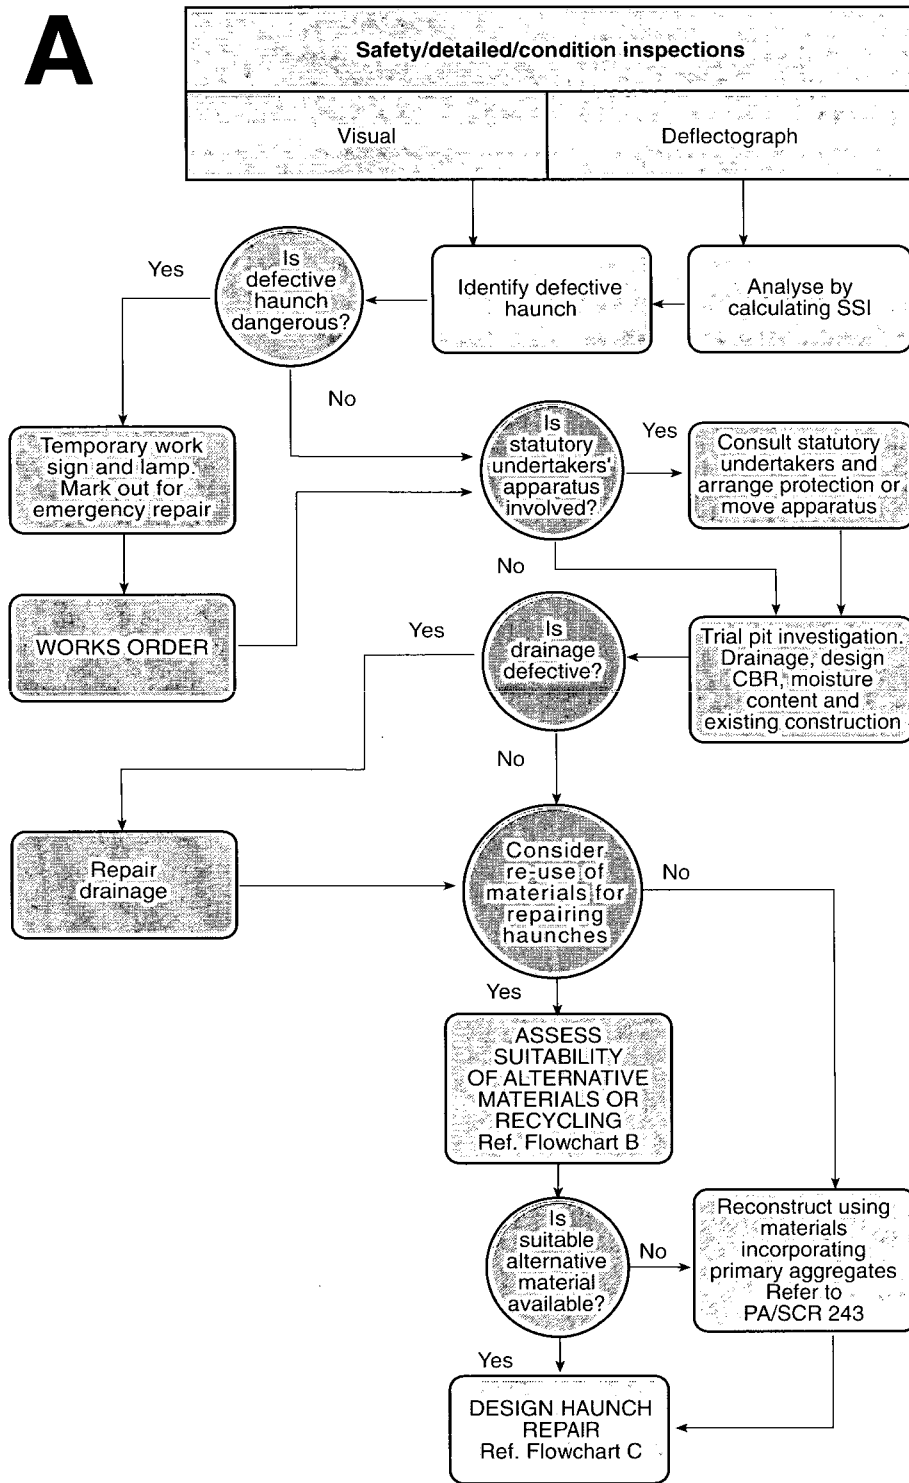 A
Safety/detailed/condition inspections
Visual
Deflectograph
Is
defective
haunch
dangerous?
Yes
Identify defective
haunch
Analyse by
calculating SSI
No
Temporary work
sign and lamp.
Mark out for
emergency repair
Is
statutory
undertakers'
apparatus
involved?
Yes
Consult statutory
undertakers and
arrange protection or
move apparatus
No
WORKS ORDER
Yes
Is
drainage
defective?
Trial pit investigation.
Drainage, design
CBR, moisture
content and
existing construction
No
Repair
drainage
Consider
re-use of
materials for
repairing
haunches
No
Yes
ASSESS
SUITABILITY
OF ALTERNATIVE
MATERIALS OR
RECYCLING
Ref. Flowchart B
Is
suitable
alternative
material
available?
No
Reconstruct using
materials
incorporating
primary aggregates
Refer to
PA/SCR 243
Yes
DESIGN HAUNCH
REPAIR
Ref. Flowchart C